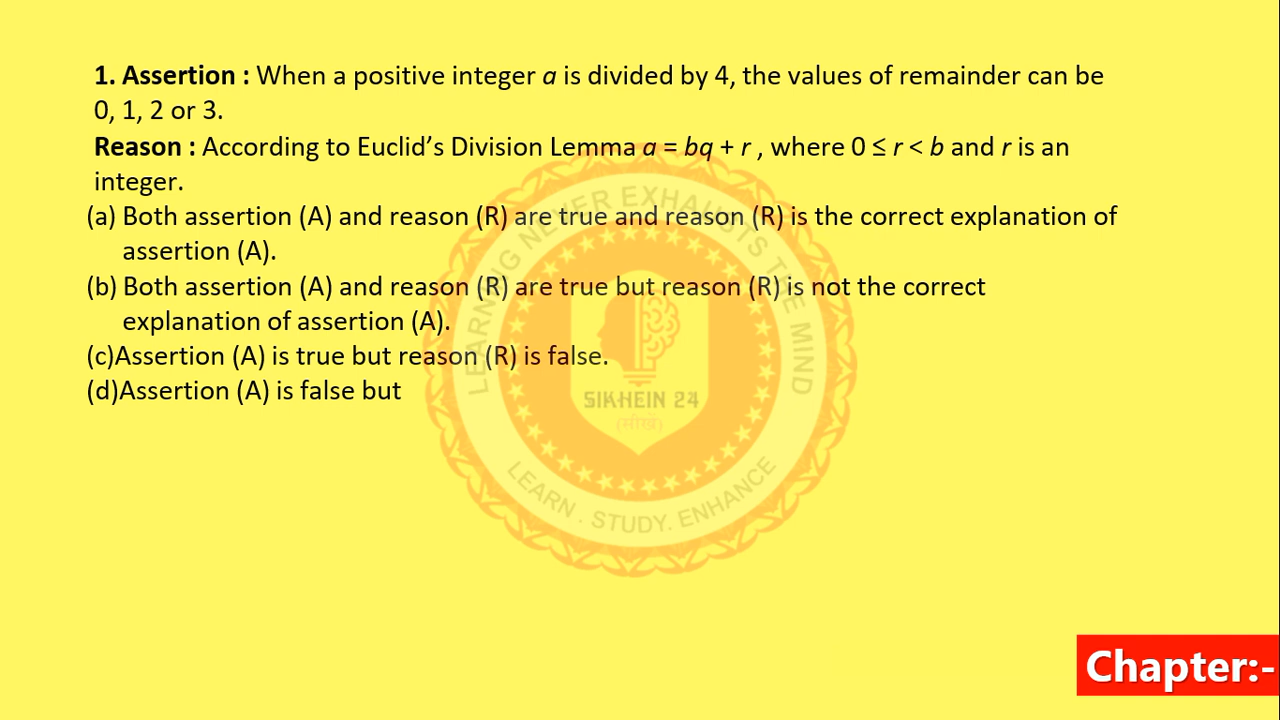 1. Assertion : When a positive integer a is divided by 4, the values of remainder can be
0, 1, 2 or 3.
Reason : According to Euclid’s Division Lemma a = bq + r , where 0 ≤ r < b and r is an
integer.
(a) Both assertion (A) and reason (R) are true and reason (R) is the correct explanation of
assertion (A).
(b) Both assertion (A) and reason (R) are true but reason (R) is not the correct
explanation of assertion (A).
(c)Assertion (A) is true but reason (R) is false.
(d)Assertion (A) is false but
LEARNING NEVER EXHAUSTS THE MIND
SIKHEIN 24
(सीखें)
LEARN . STUDY. ENHANCE
Chapter:-